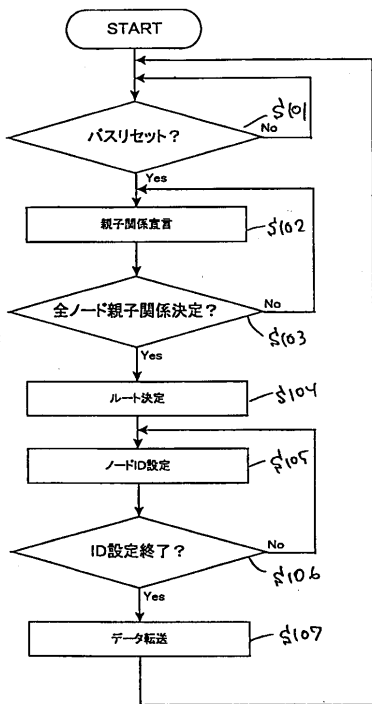 START
バスリセット?
S101
No
Yes
親子関係宣言
S102
全ノード親子関係決定?
No
S103
Yes
ルート決定
S104
ノードID設定
S105
ID設定終了?
No
S106
Yes
データ転送
S107